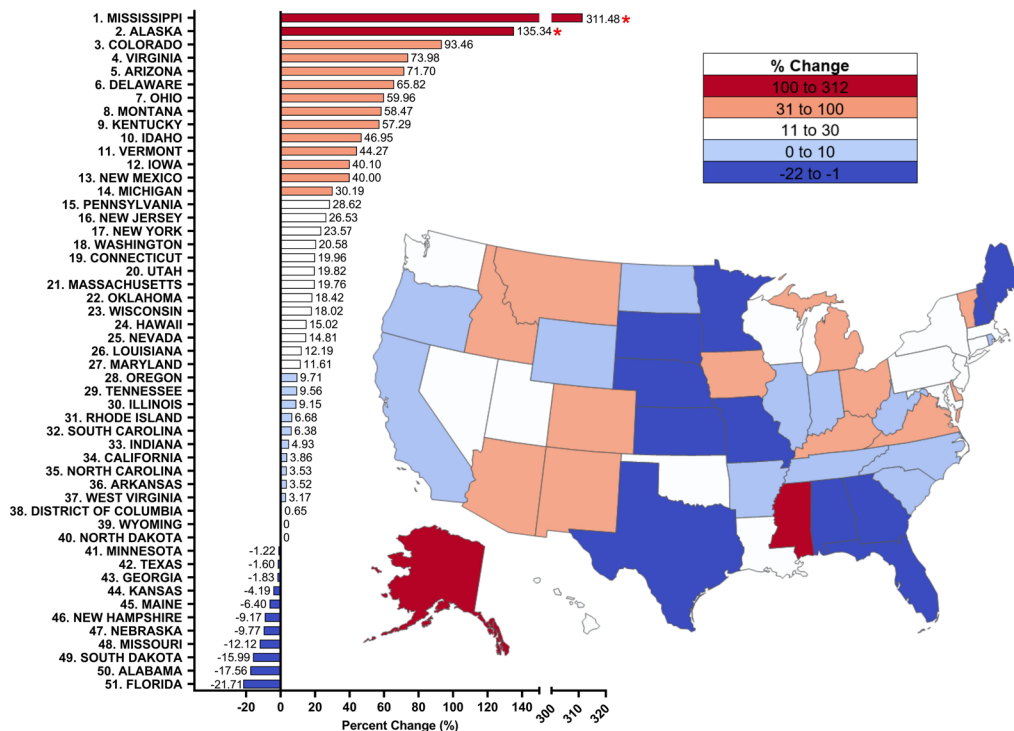 1. MISSISSIPPI 311.48 *
2. ALASKA 135.34 *
3. COLORADO 93.46
4. VIRGINIA 73.98
5. ARIZONA 71.70
6. DELAWARE 65.82
7. OHIO 59.96
8. MONTANA 58.47
9. KENTUCKY 57.29
10. IDAHO 46.95
11. VERMONT 44.27
12. IOWA 40.10
13. NEW MEXICO 40.00
14. MICHIGAN 30.19
15. PENNSYLVANIA 28.62
16. NEW JERSEY 26.53
17. NEW YORK 23.57
18. WASHINGTON 20.58
19. CONNECTICUT 19.96
20. UTAH 19.82
21. MASSACHUSETTS 19.76
22. OKLAHOMA 18.42
23. WISCONSIN 18.02
24. HAWAII 15.02
25. NEVADA 14.81
26. LOUISIANA 12.19
27. MARYLAND 11.61
28. OREGON 9.71
29. TENNESSEE 9.56
30. ILLINOIS 9.15
31. RHODE ISLAND 6.68
32. SOUTH CAROLINA 6.38
33. INDIANA 4.93
34. CALIFORNIA 3.86
35. NORTH CAROLINA 3.53
36. ARKANSAS 3.52
37. WEST VIRGINIA 3.17
38. DISTRICT OF COLUMBIA 0.65
39. WYOMING 0
40. NORTH DAKOTA 0
41. MINNESOTA -1.22
42. TEXAS -1.60
43. GEORGIA -1.83
44. KANSAS -4.19
45. MAINE -6.40
46. NEW HAMPSHIRE -9.17
47. NEBRASKA -9.77
48. MISSOURI -12.12
49. SOUTH DAKOTA -15.99
50. ALABAMA -17.56
51. FLORIDA -21.71
-20 0 20 40 60 80 100 120 140 300 310 320
Percent Change (%)
% Change
100 to 312
31 to 100
11 to 30
0 to 10
-22 to -1